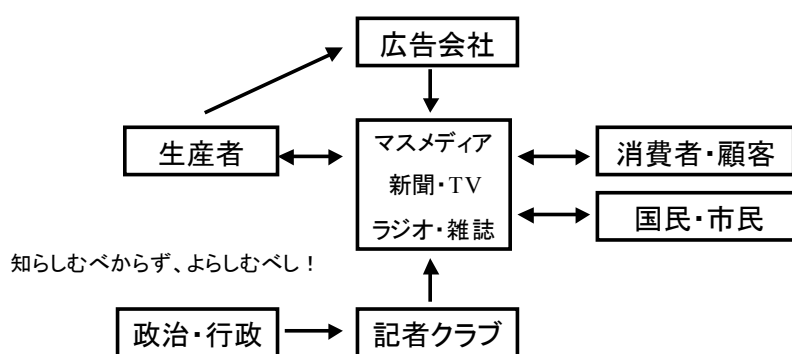 広告会社
生産者
マスメディア
新聞・TV
ラジオ・雑誌
消費者・顧客
国民・市民
知らしむべからず、よらしむべし！
政治・行政
記者クラブ